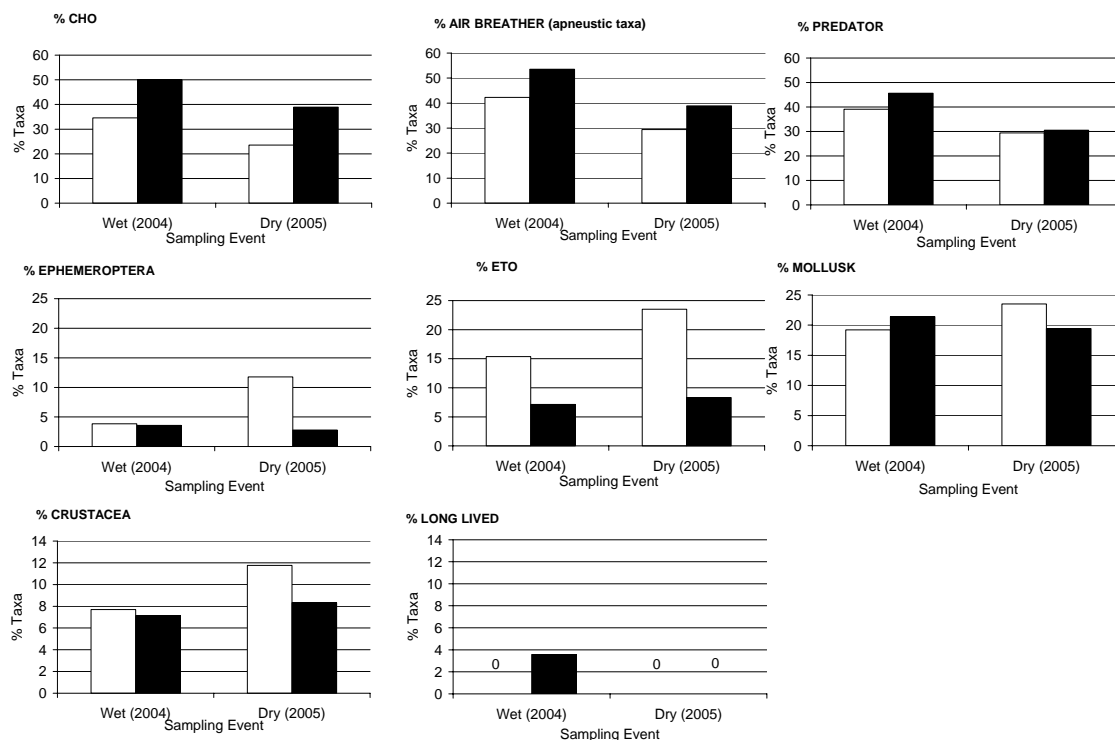 % CHO
% Taxa
60
50
40
30
20
10
0
Wet (2004) Dry (2005)
Sampling Event
% AIR BREATHER (apneustic taxa)
% Taxa
60
50
40
30
20
10
0
Wet (2004) Dry (2005)
Sampling Event
% PREDATOR
% Taxa
60
50
40
30
20
10
0
Wet (2004) Dry (2005)
Sampling Event
% EPHEMEROPTERA
% Taxa
25
20
15
10
5
0
Wet (2004) Dry (2005)
Sampling Event
% ETO
% Taxa
25
20
15
10
5
0
Wet (2004) Dry (2005)
Sampling Event
% MOLLUSK
% Taxa
25
20
15
10
5
0
Wet (2004) Dry (2005)
Sampling Event
% CRUSTACEA
% Taxa
14
12
10
8
6
4
2
0
Wet (2004) Dry (2005)
Sampling Event
% LONG LIVED
% Taxa
14
12
10
8
6
4
2
0
0 0 0
Wet (2004) Dry (2005)
Sampling Event